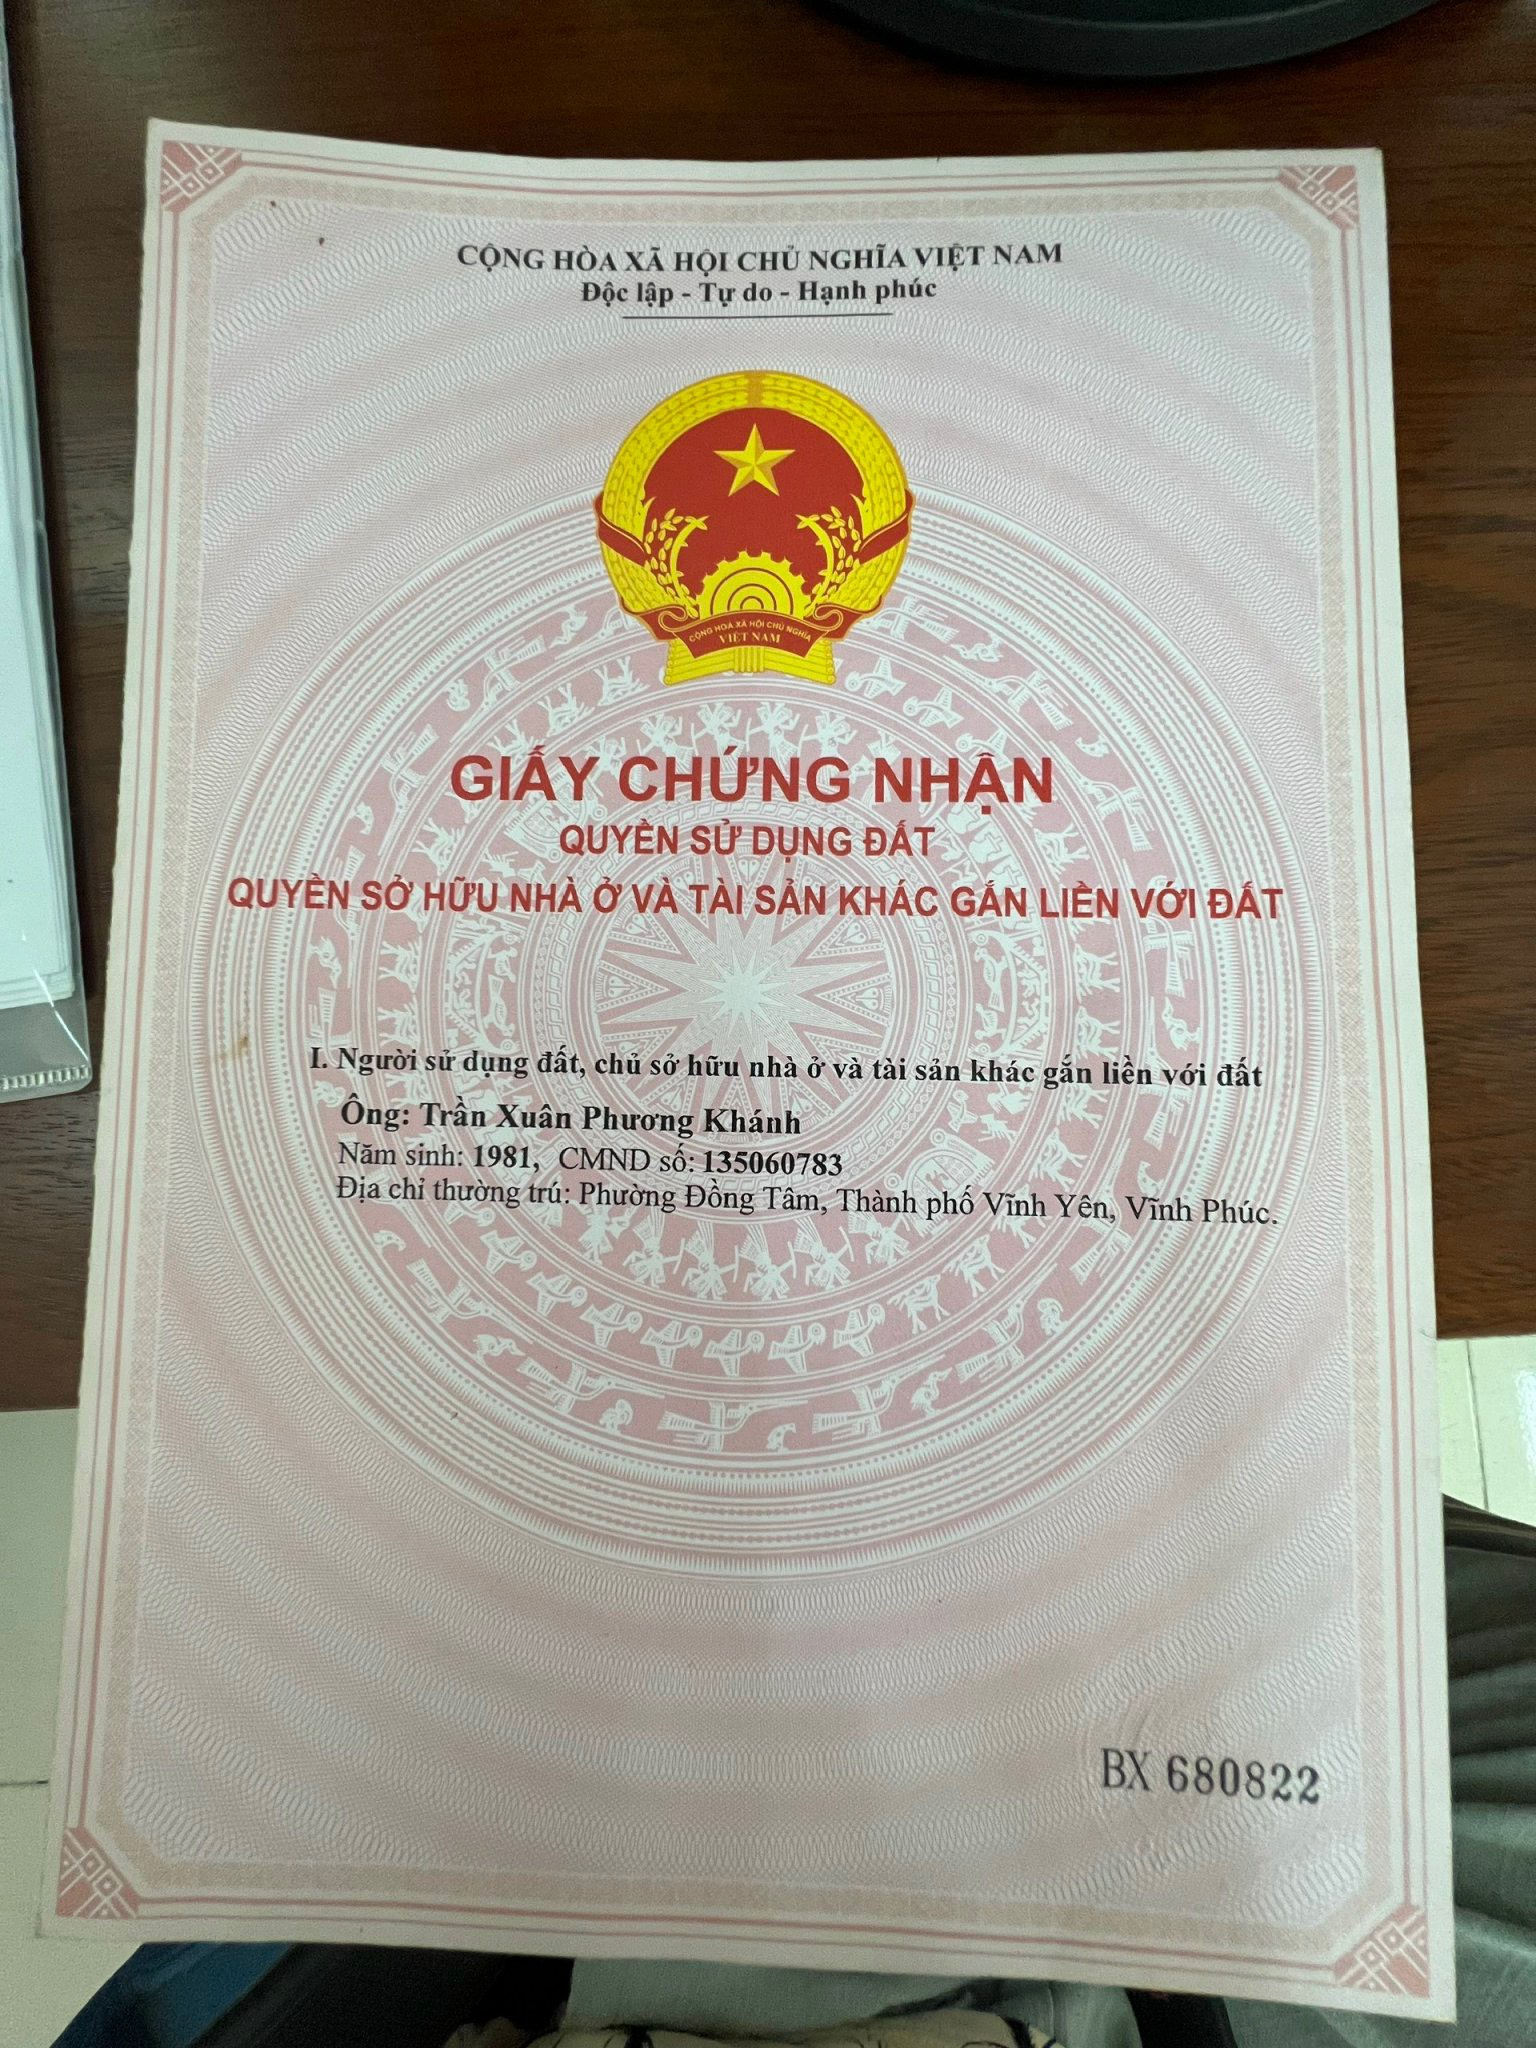 CỘNG HÒA XÃ HỘI CHỦ NGHĨA VIỆT NAM
Độc lập - Tự do - Hạnh phúc
CỘNG HOÀ XÃ HỘI CHỦ NGHĨA
VIỆT NAM
GIẤY CHỨNG NHẬN
QUYỀN SỬ DỤNG ĐẤT
QUYỀN SỞ HỮU NHÀ Ở VÀ TÀI SẢN KHÁC GẮN LIỀN VỚI ĐẤT
I. Người sử dụng đất, chủ sở hữu nhà ở và tài sản khác gắn liền với đất
Ông: Trần Xuân Phương Khánh
Năm sinh: 1981, CMND số: 135060783
Địa chỉ thường trú: Phường Đồng Tâm, Thành phố Vĩnh Yên, Vĩnh Phúc.
BX 680822